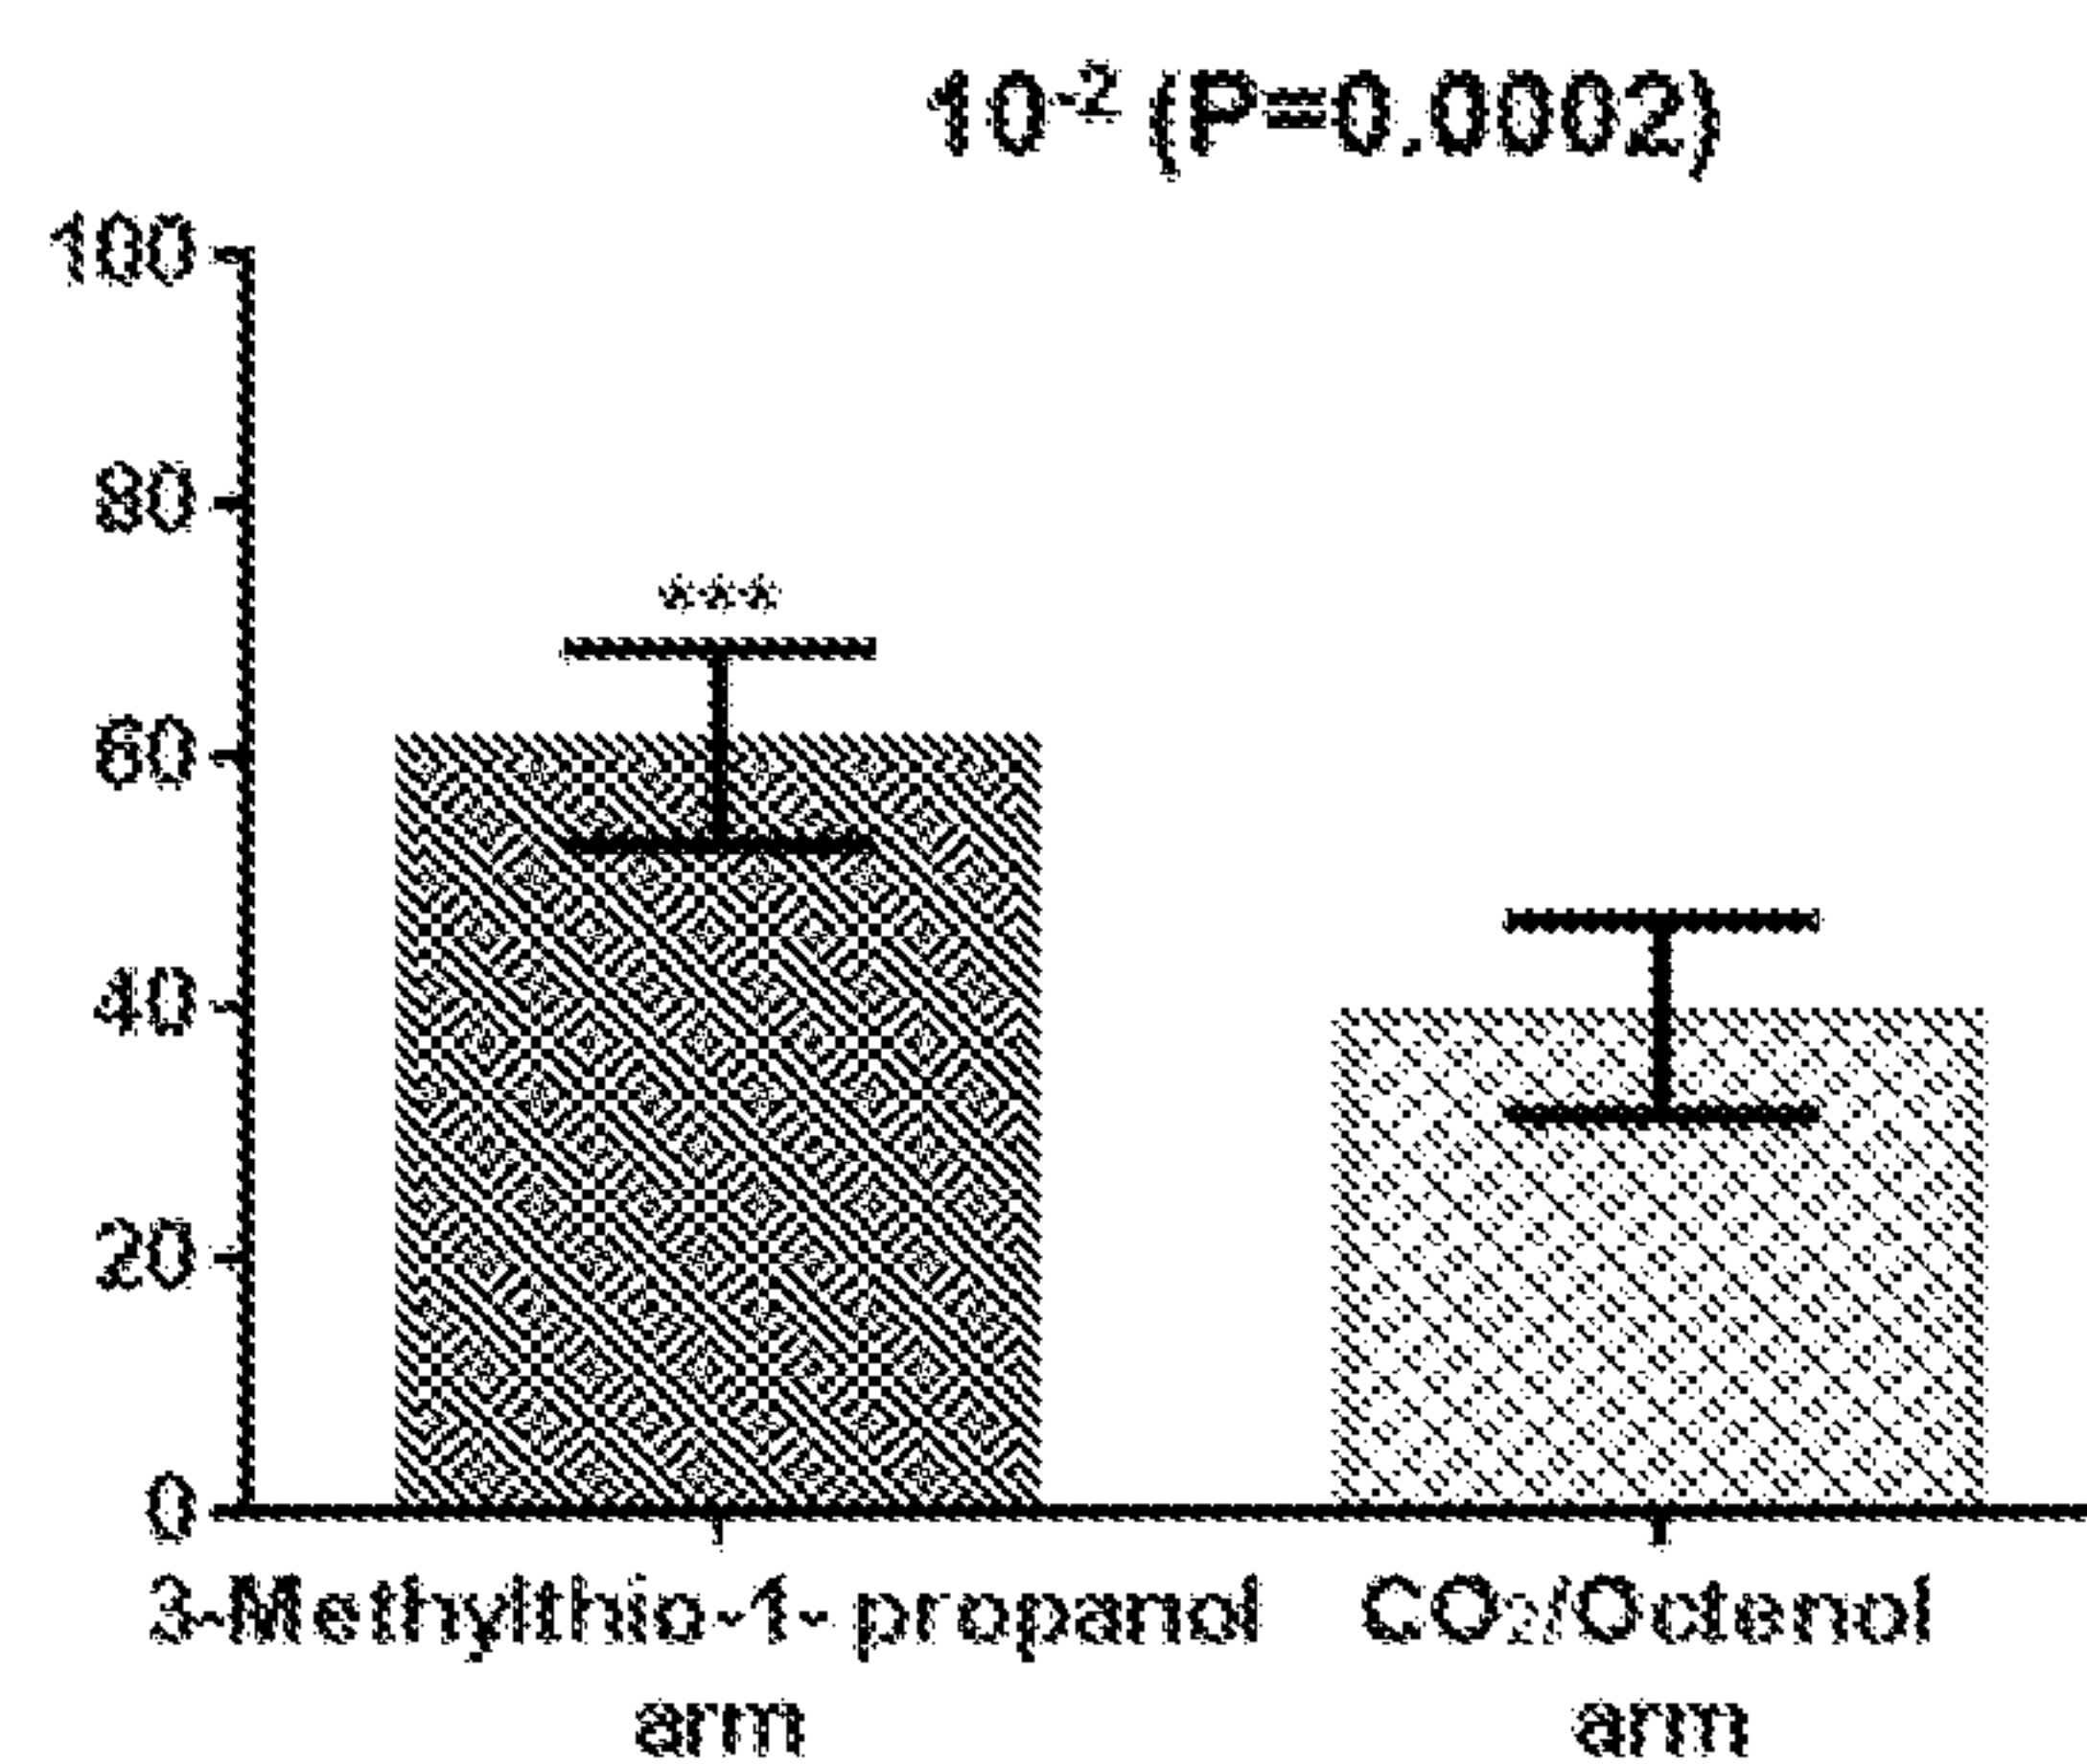 10⁻² (P=0.0002)
100
80
***
60
40
20
0
3-Methylthio-1- propanol arm
CO₂/Octenol arm